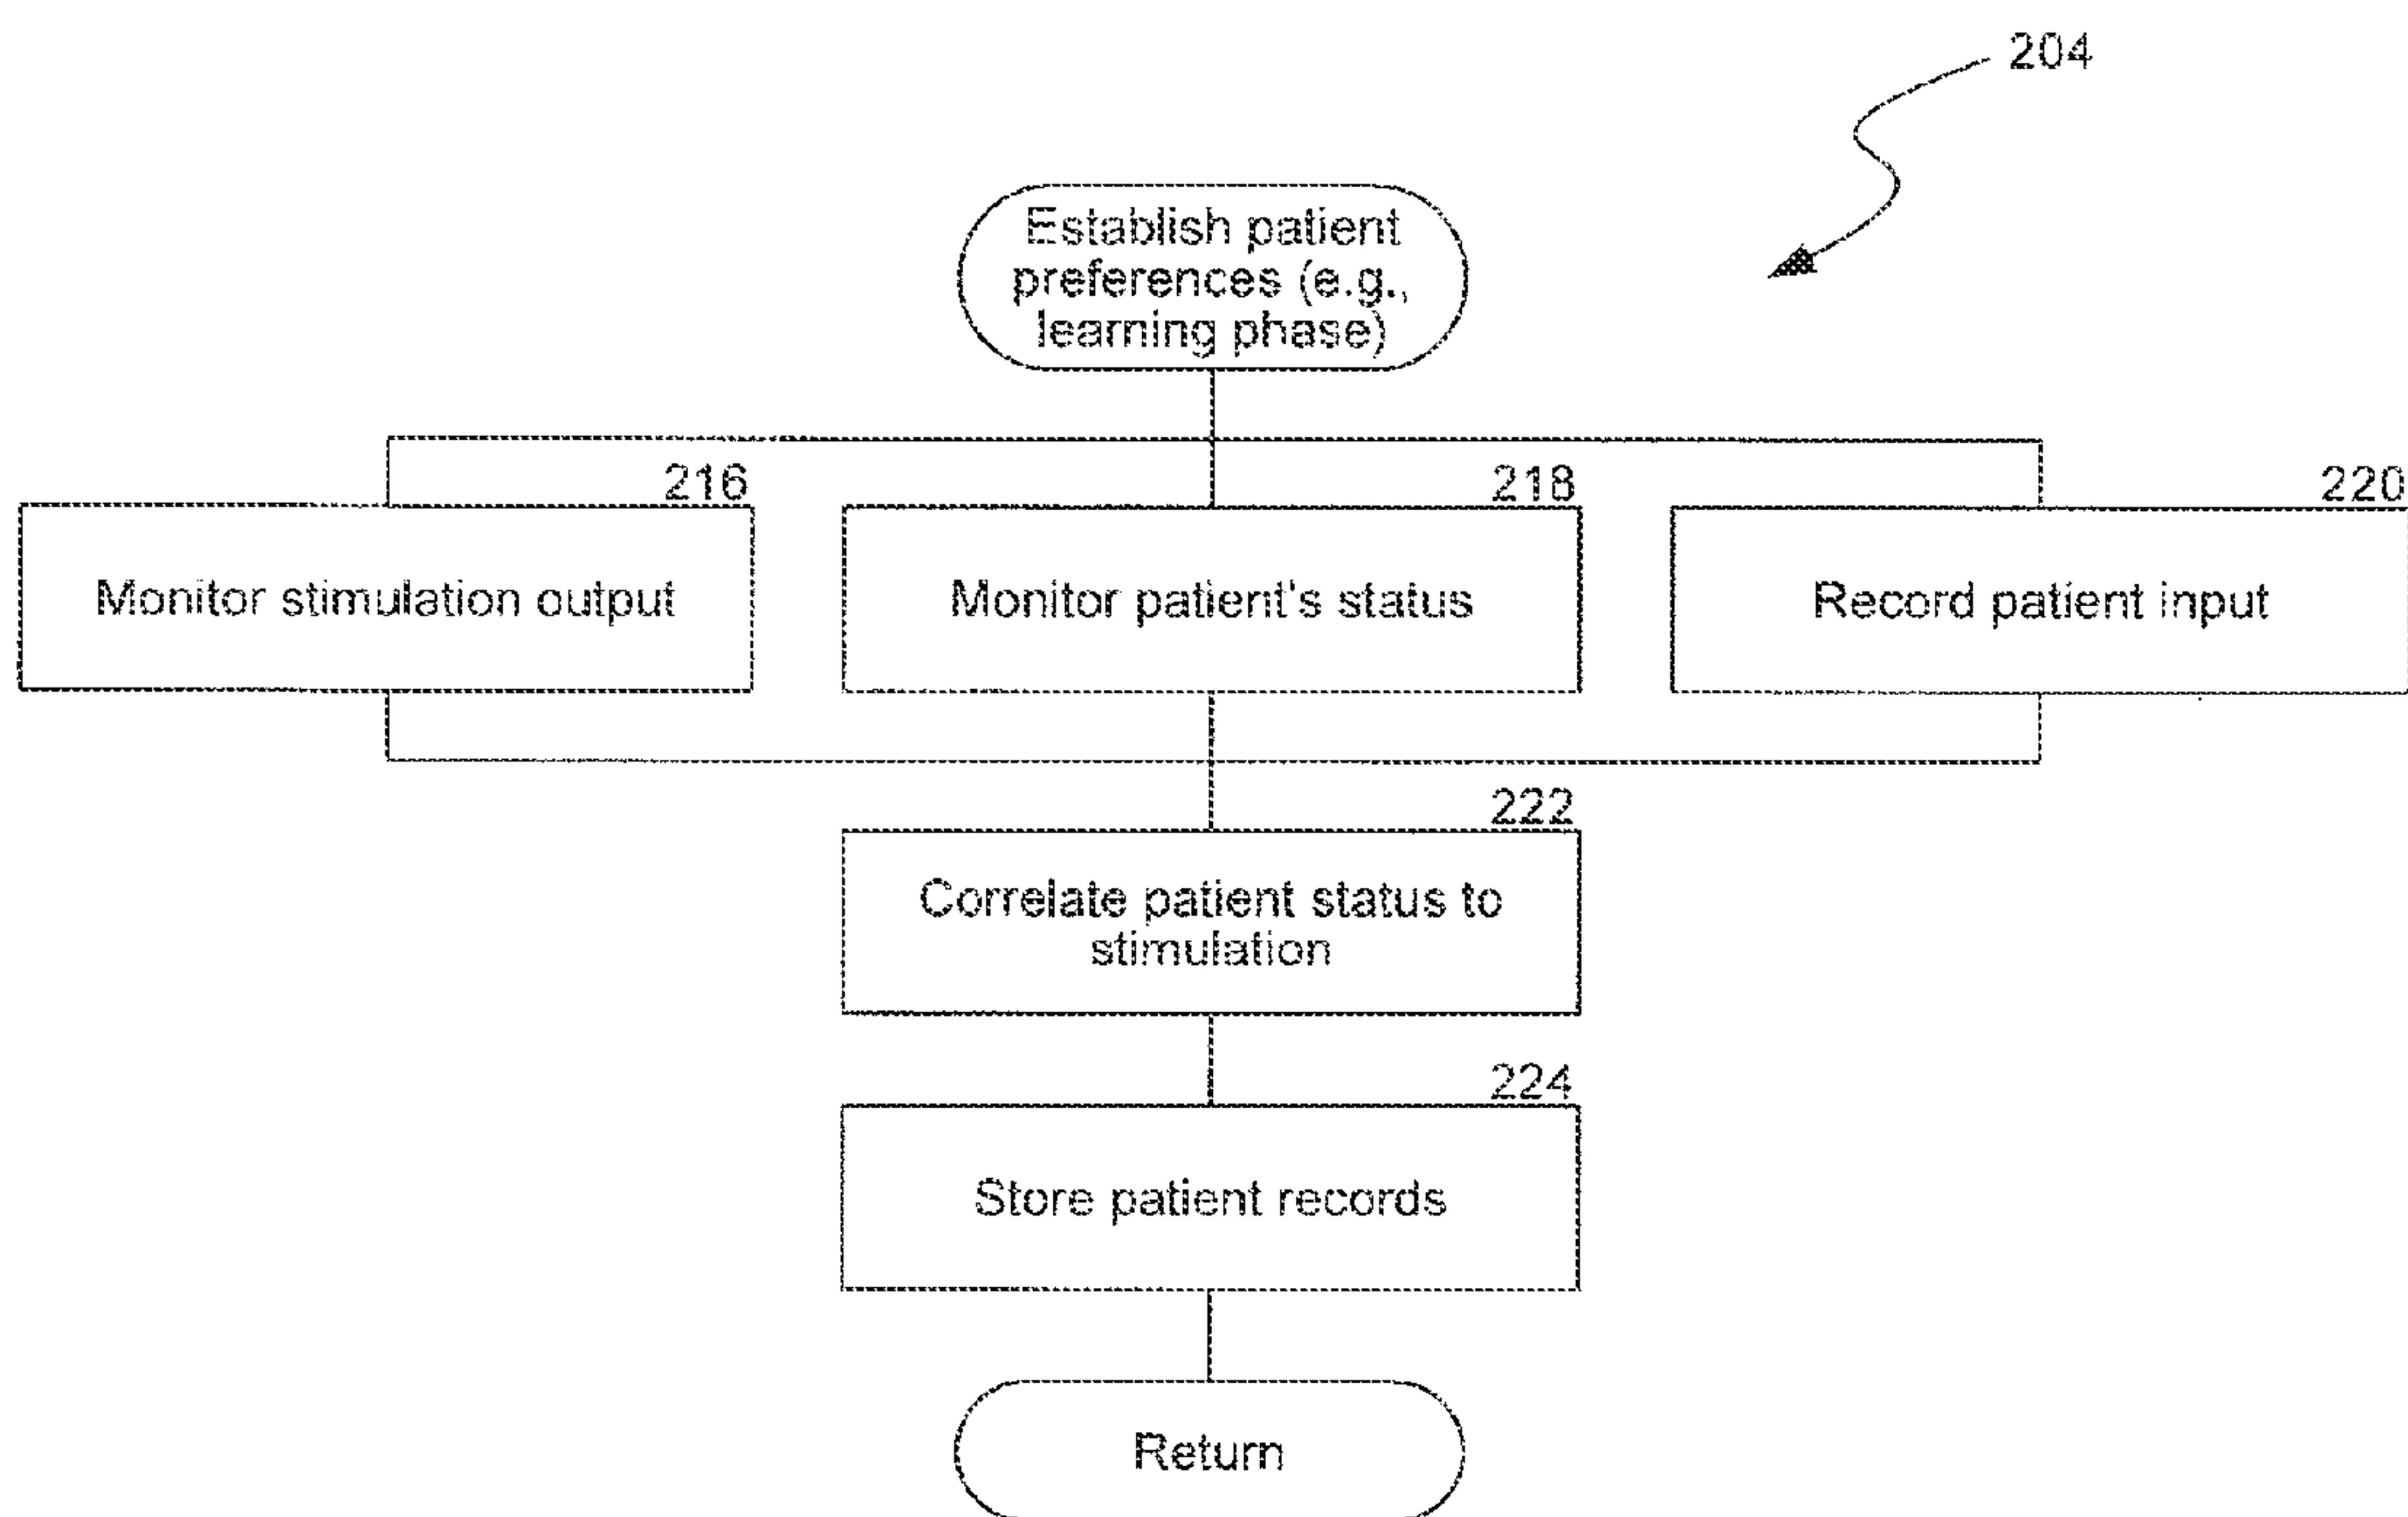 204
Establish patient
preferences (e.g.,
learning phase)
216
218
220
Monitor stimulation output
Monitor patient's status
Record patient input
222
Correlate patient status to
stimulation
224
Store patient records
Return